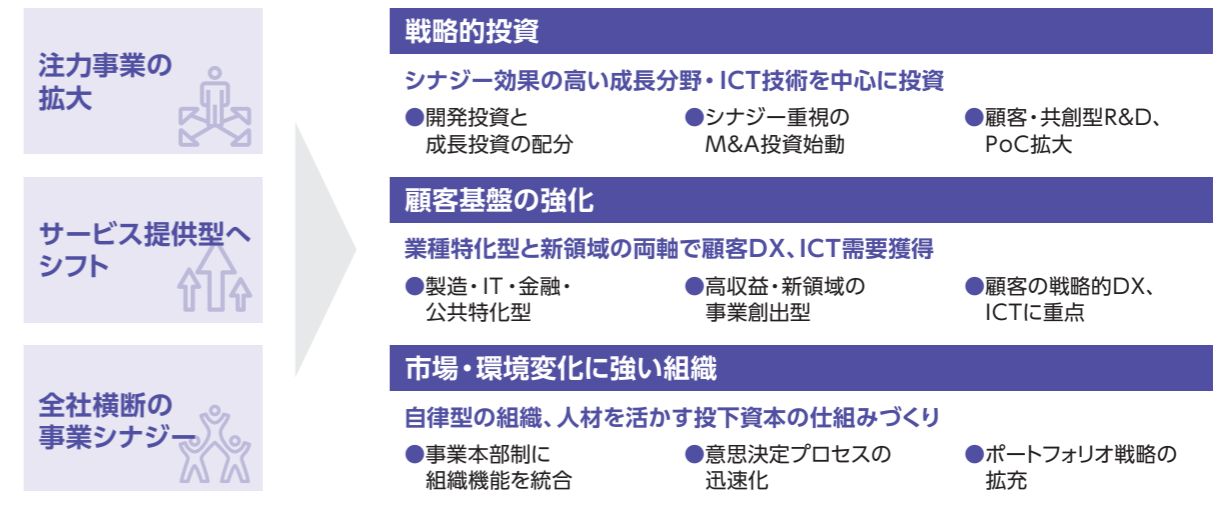 注力事業の
拡大
サービス提供型へ
シフト
全社横断の
事業シナジー
戦略的投資
シナジー効果の高い成長分野・ICT技術を中心に投資
●開発投資と
成長投資の配分
●シナジー重視の
M&A投資始動
●顧客・共創型R&D、
PoC拡大
顧客基盤の強化
業種特化型と新領域の両軸で顧客DX、ICT需要獲得
●製造・IT・金融・
公共特化型
●高収益・新領域の
事業創出型
●顧客の戦略的DX、
ICTに重点
市場・環境変化に強い組織
自律型の組織、人材を活かす投下資本の仕組みづくり
●事業本部制に
組織機能を統合
●意思決定プロセスの
迅速化
●ポートフォリオ戦略の
拡充